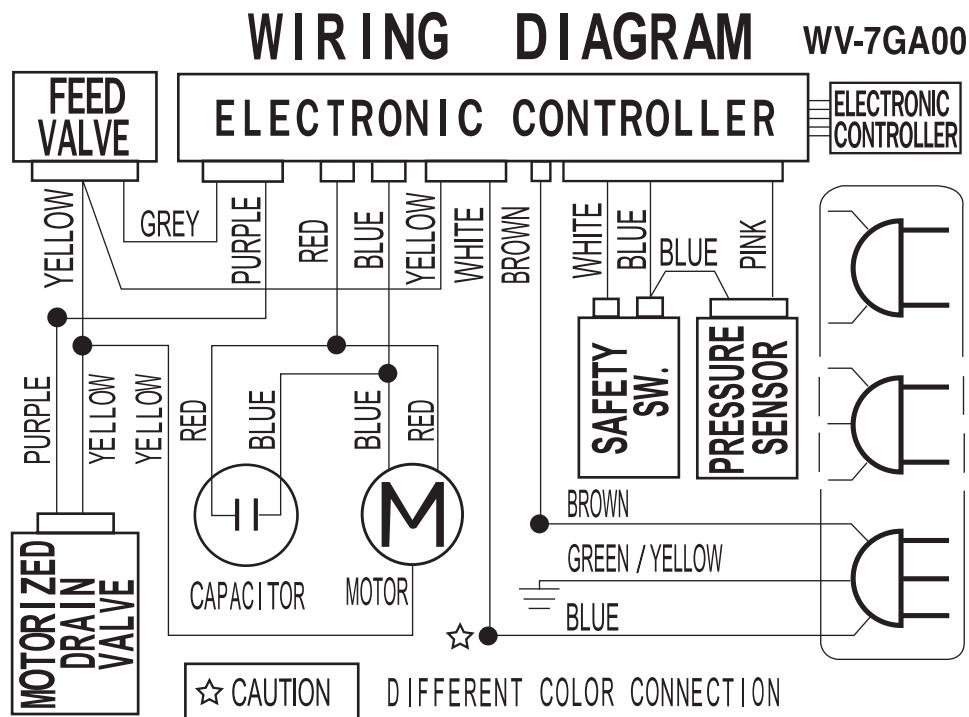 WIRING DIAGRAM
WV-7GA00
FEED
VALVE
ELECTRONIC CONTROLLER
ELECTRONIC
CONTROLLER
YELLOW
GREY
PURPLE
RED
BLUE
YELLOW
WHITE
BROWN
WHITE
BLUE
BLUE
PINK
SAFETY
SW.
PRESSURE
SENSOR
PURPLE
YELLOW
YELLOW
RED
BLUE
BLUE
RED
M
CAPACITOR
MOTOR
BROWN
GREEN / YELLOW
BLUE
MOTORIZED
DRAIN
VALVE
☆ CAUTION
DIFFERENT COLOR CONNECTION